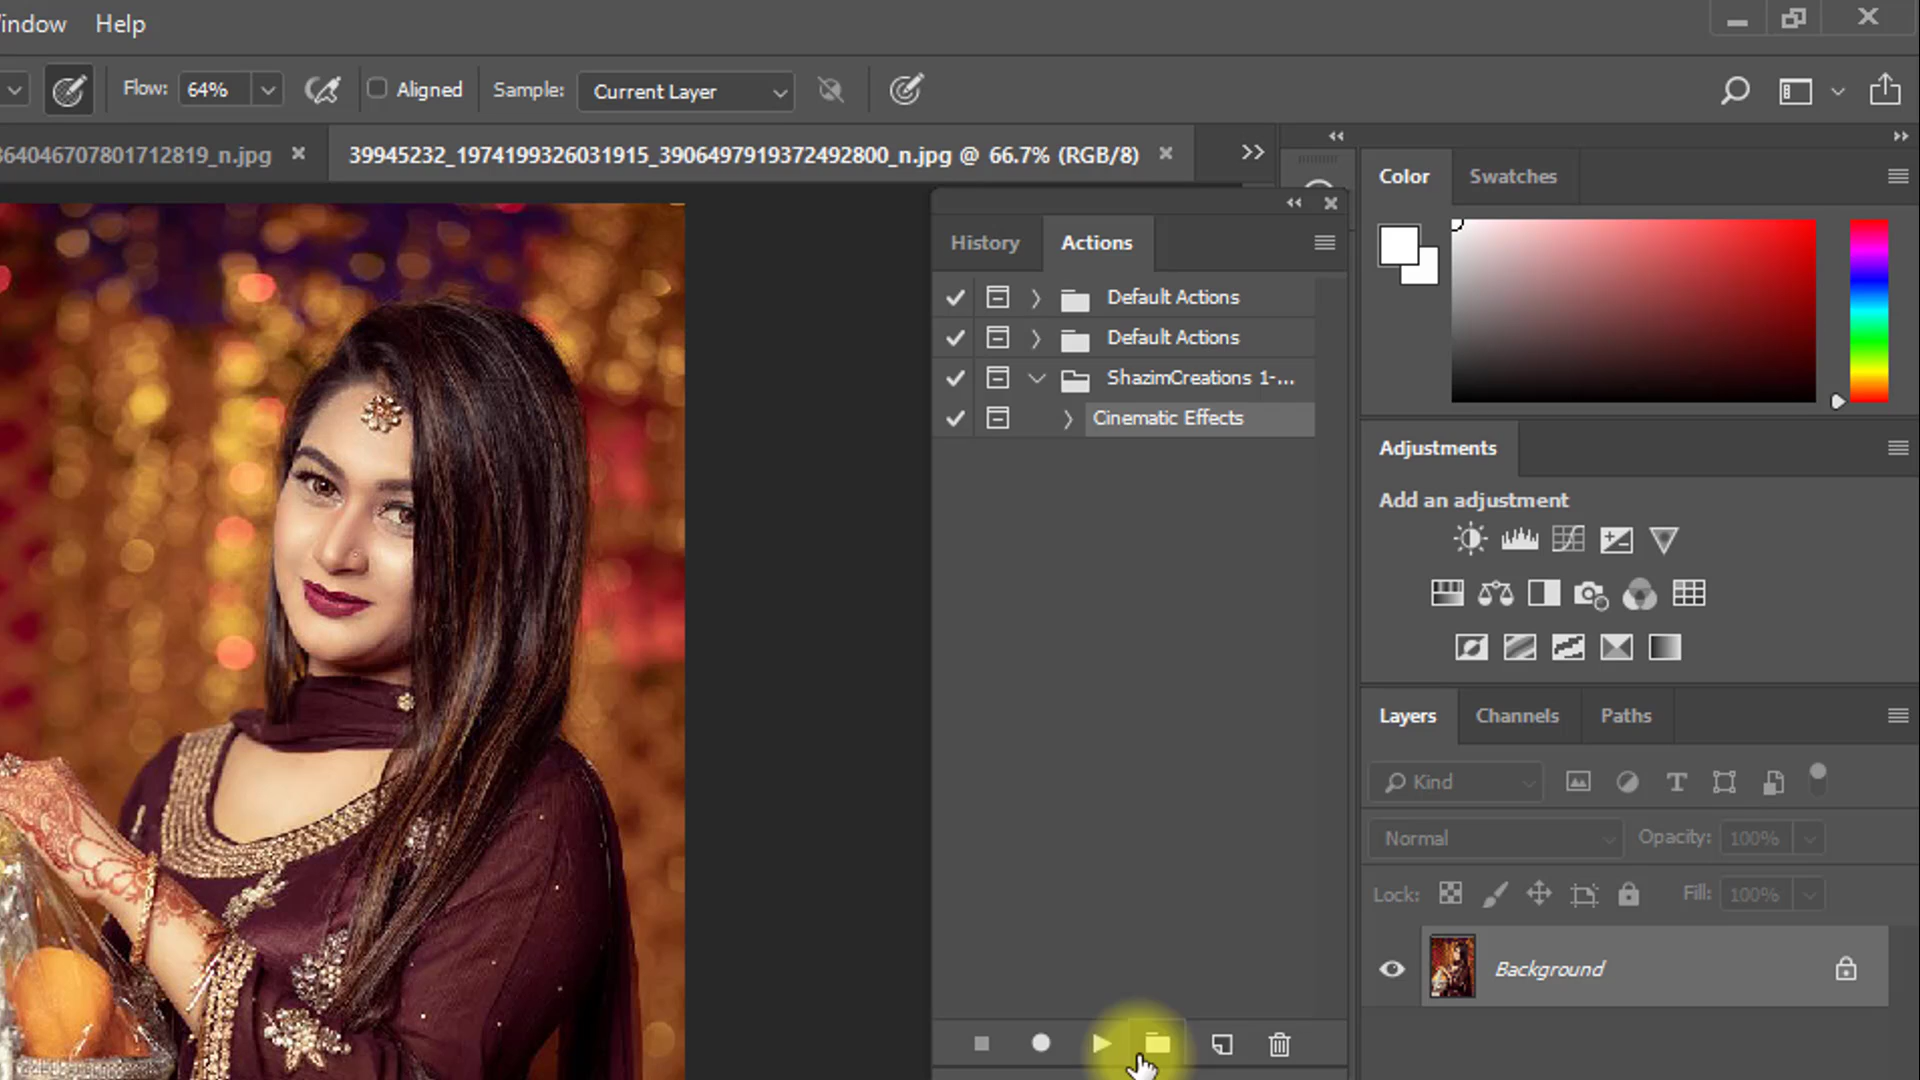 Help
Flow: 64% Aligned Sample: Current Layer
364046707801712819_n.jpg 39945232_1974199326031915_3906497919372492800_n.jpg @ 66.7% (RGB/8)
Color Swatches
History Actions
Default Actions
Default Actions
ShazimCreations 1-...
Cinematic Effects
Adjustments
Add an adjustment
Layers Channels Paths
Kind
Normal Opacity: 100%
Lock: Fill: 100%
Background